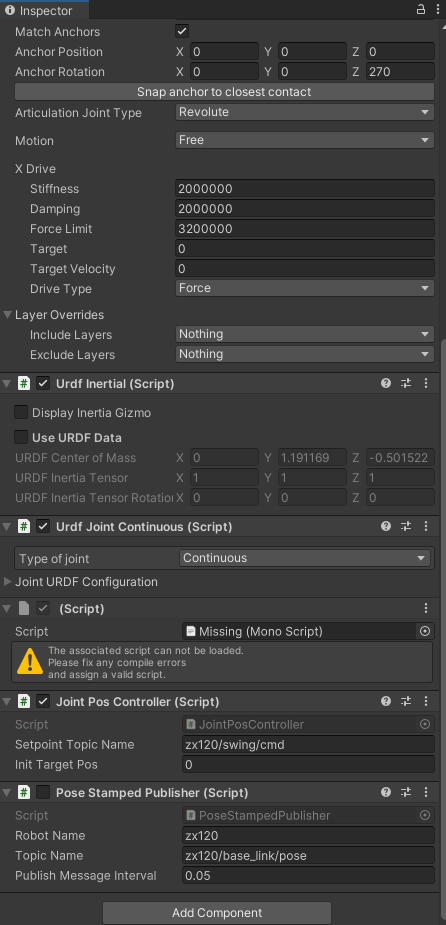 Inspector
Match Anchors
Anchor Position X 0 Y 0 Z 0
Anchor Rotation X 0 Y 0 Z 270
Snap anchor to closest contact
Articulation Joint Type Revolute
Motion Free
X Drive
Stiffness 2000000
Damping 2000000
Force Limit 3200000
Target 0
Target Velocity 0
Drive Type Force
Layer Overrides
Include Layers Nothing
Exclude Layers Nothing
# Urdf Inertial (Script)
Display Inertia Gizmo
Use URDF Data
URDF Center of Mass X 0 Y 1.191169 Z -0.501522
URDF Inertia Tensor X 1 Y 1 Z 1
URDF Inertia Tensor Rotation X 0 Y 0 Z 0
# Urdf Joint Continuous (Script)
Type of joint Continuous
Joint URDF Configuration
(Script)
Script Missing (Mono Script)
The associated script can not be loaded.
Please fix any compile errors
and assign a valid script.
# Joint Pos Controller (Script)
Script # JointPosController
Setpoint Topic Name zx120/swing/cmd
Init Target Pos 0
# Pose Stamped Publisher (Script)
Script # PoseStampedPublisher
Robot Name zx120
Topic Name zx120/base_link/pose
Publish Message Interval 0.05
Add Component